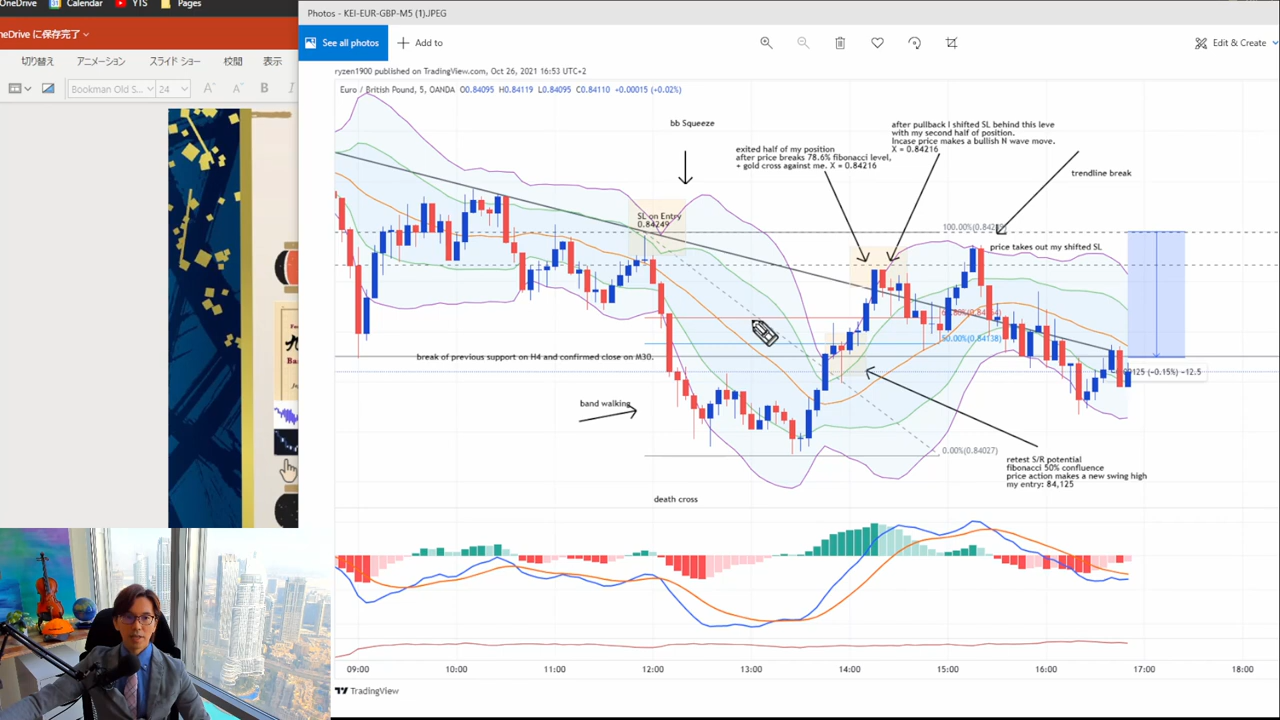 OneDrive
Calendar
YTS
Pages
neDrive に保存完了
切り替え
アニメーション
スライド ショー
校閲
表示
Bookman Old S...
24
B
I
Photos - KEI-EUR-GBP-M5 (1).JPEG
See all photos
Add to
Edit & Create
ryzen1900 published on TradingView.com, Oct 26, 2021 16:53 UTC+2
Euro / British Pound, 5, OANDA O0.84095 H0.84119 L0.84095 C0.84110 +0.00015 (+0.02%)
bb Squeeze
exited half of my position
after price breaks 78.6% fibonacci level,
+ gold cross against me. X = 0.84216
after pullback I shifted SL behind this leve
with my second half of position.
Incase price makes a bullish N wave move.
X = 0.84216
trendline break
SL on Entry
0.84249
price takes out my shifted SL
break of previous support on H4 and confirmed close on M30.
50.00%(0.84138)
(−0.15%) −12.5
band walking
0.00%(0.84027)
retest S/R potential
fibonacci 50% confluence
price action makes a new swing high
my entry: 84,125
death cross
09:00
10:00
11:00
12:00
13:00
14:00
15:00
16:00
17:00
18:00
TradingView